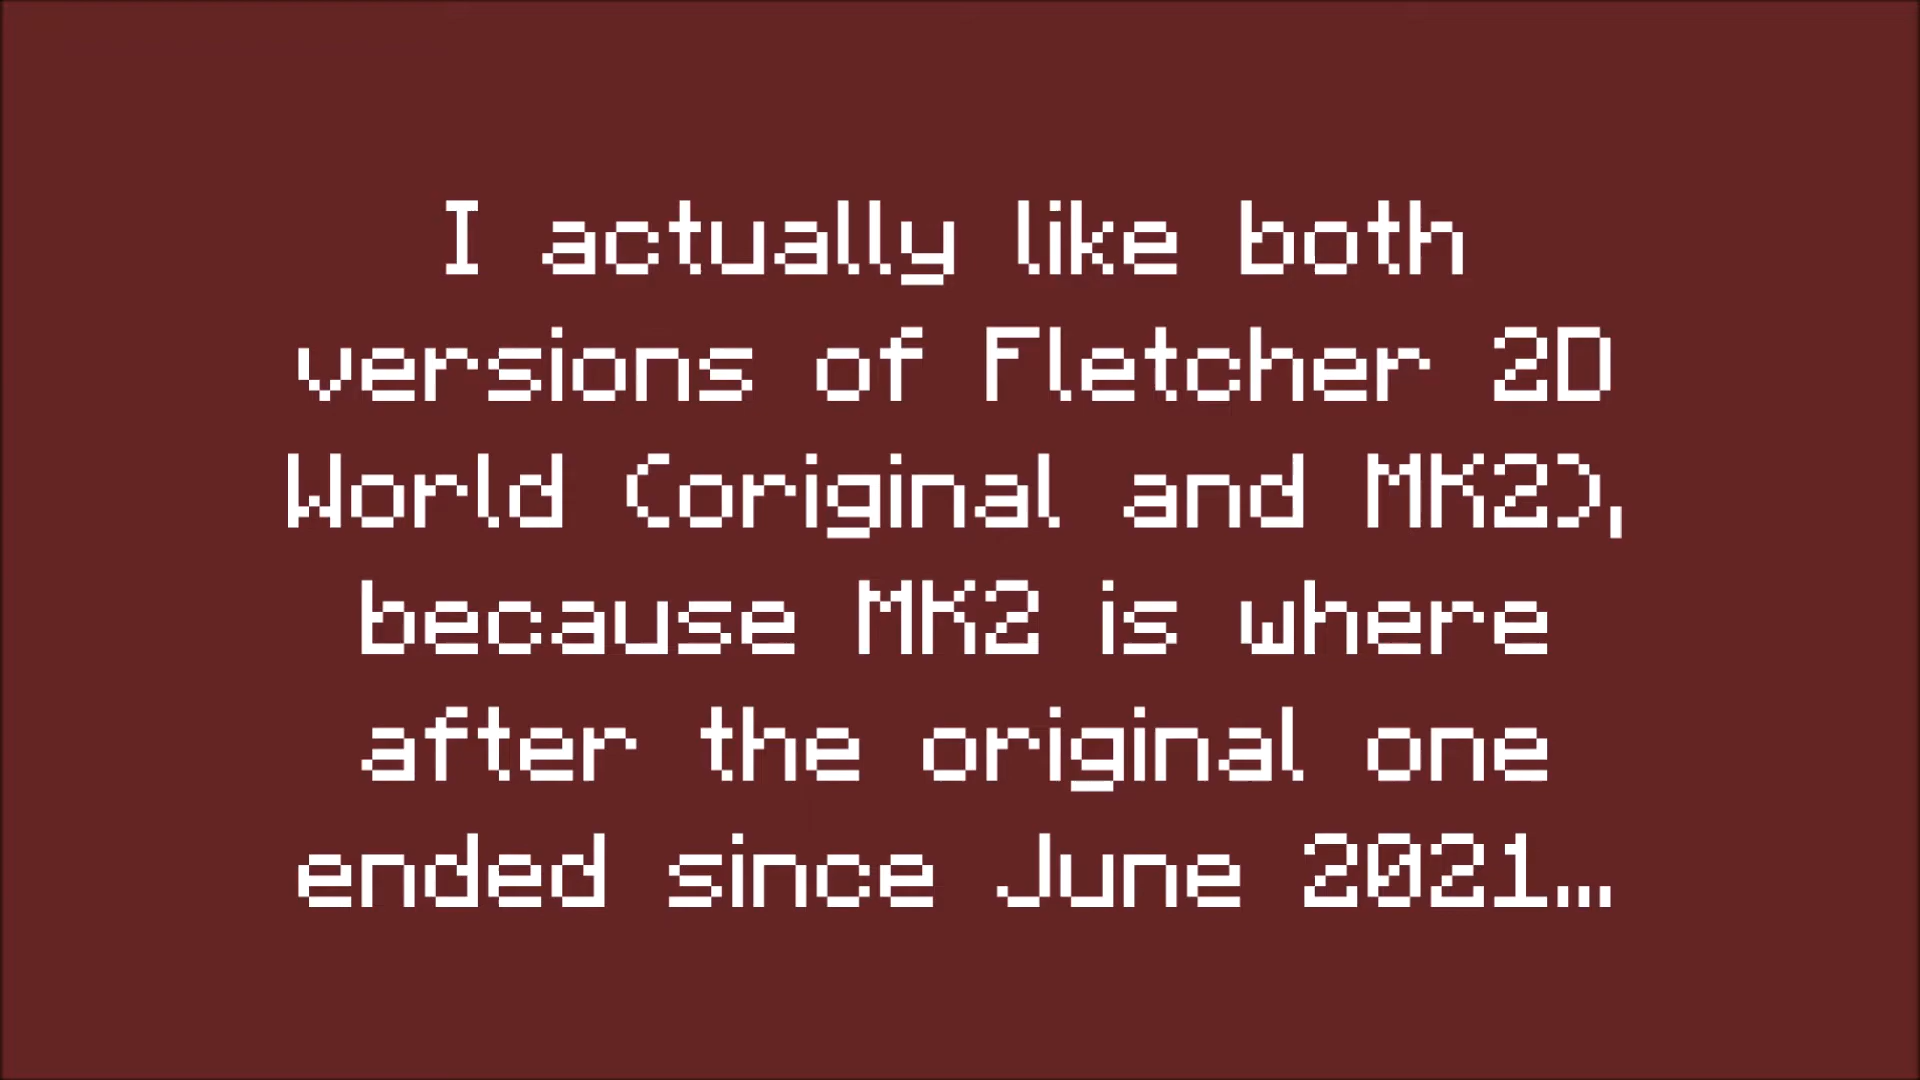 I actually like both
versions of Fletcher 2D
World (original and MK2),
because MK2 is where
after the original one
ended since June 2021...